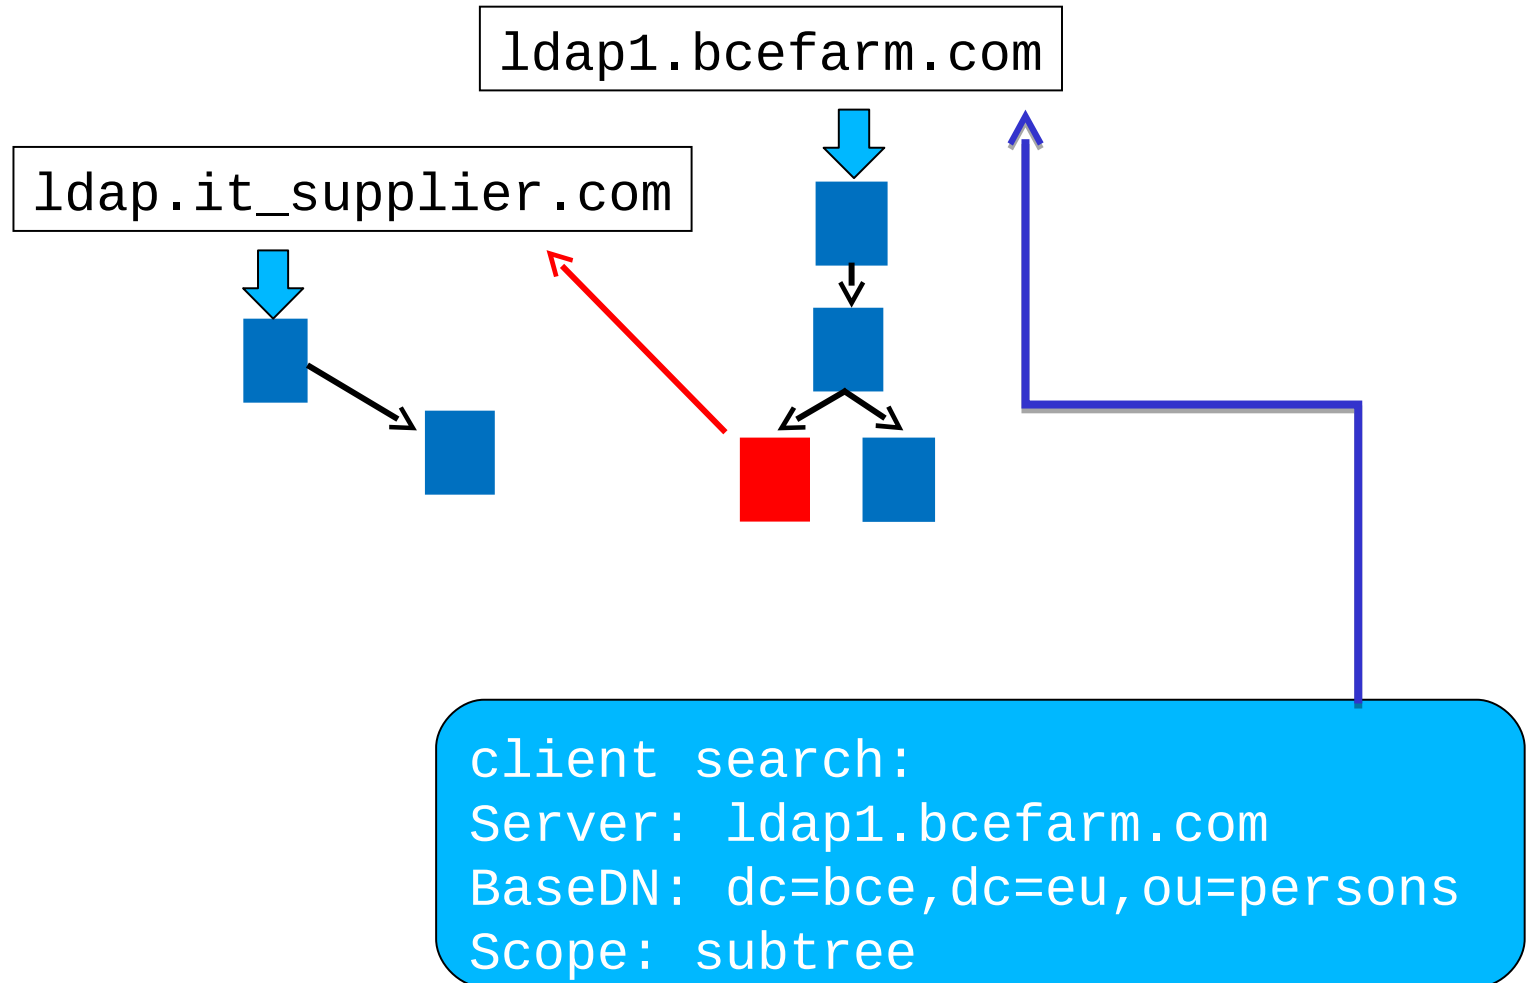 ldap1.bcefarm.com
ldap.it_supplier.com
client search:
Server: ldap1.bcefarm.com
BaseDN: dc=bce,dc=eu,ou=persons
Scope: subtree